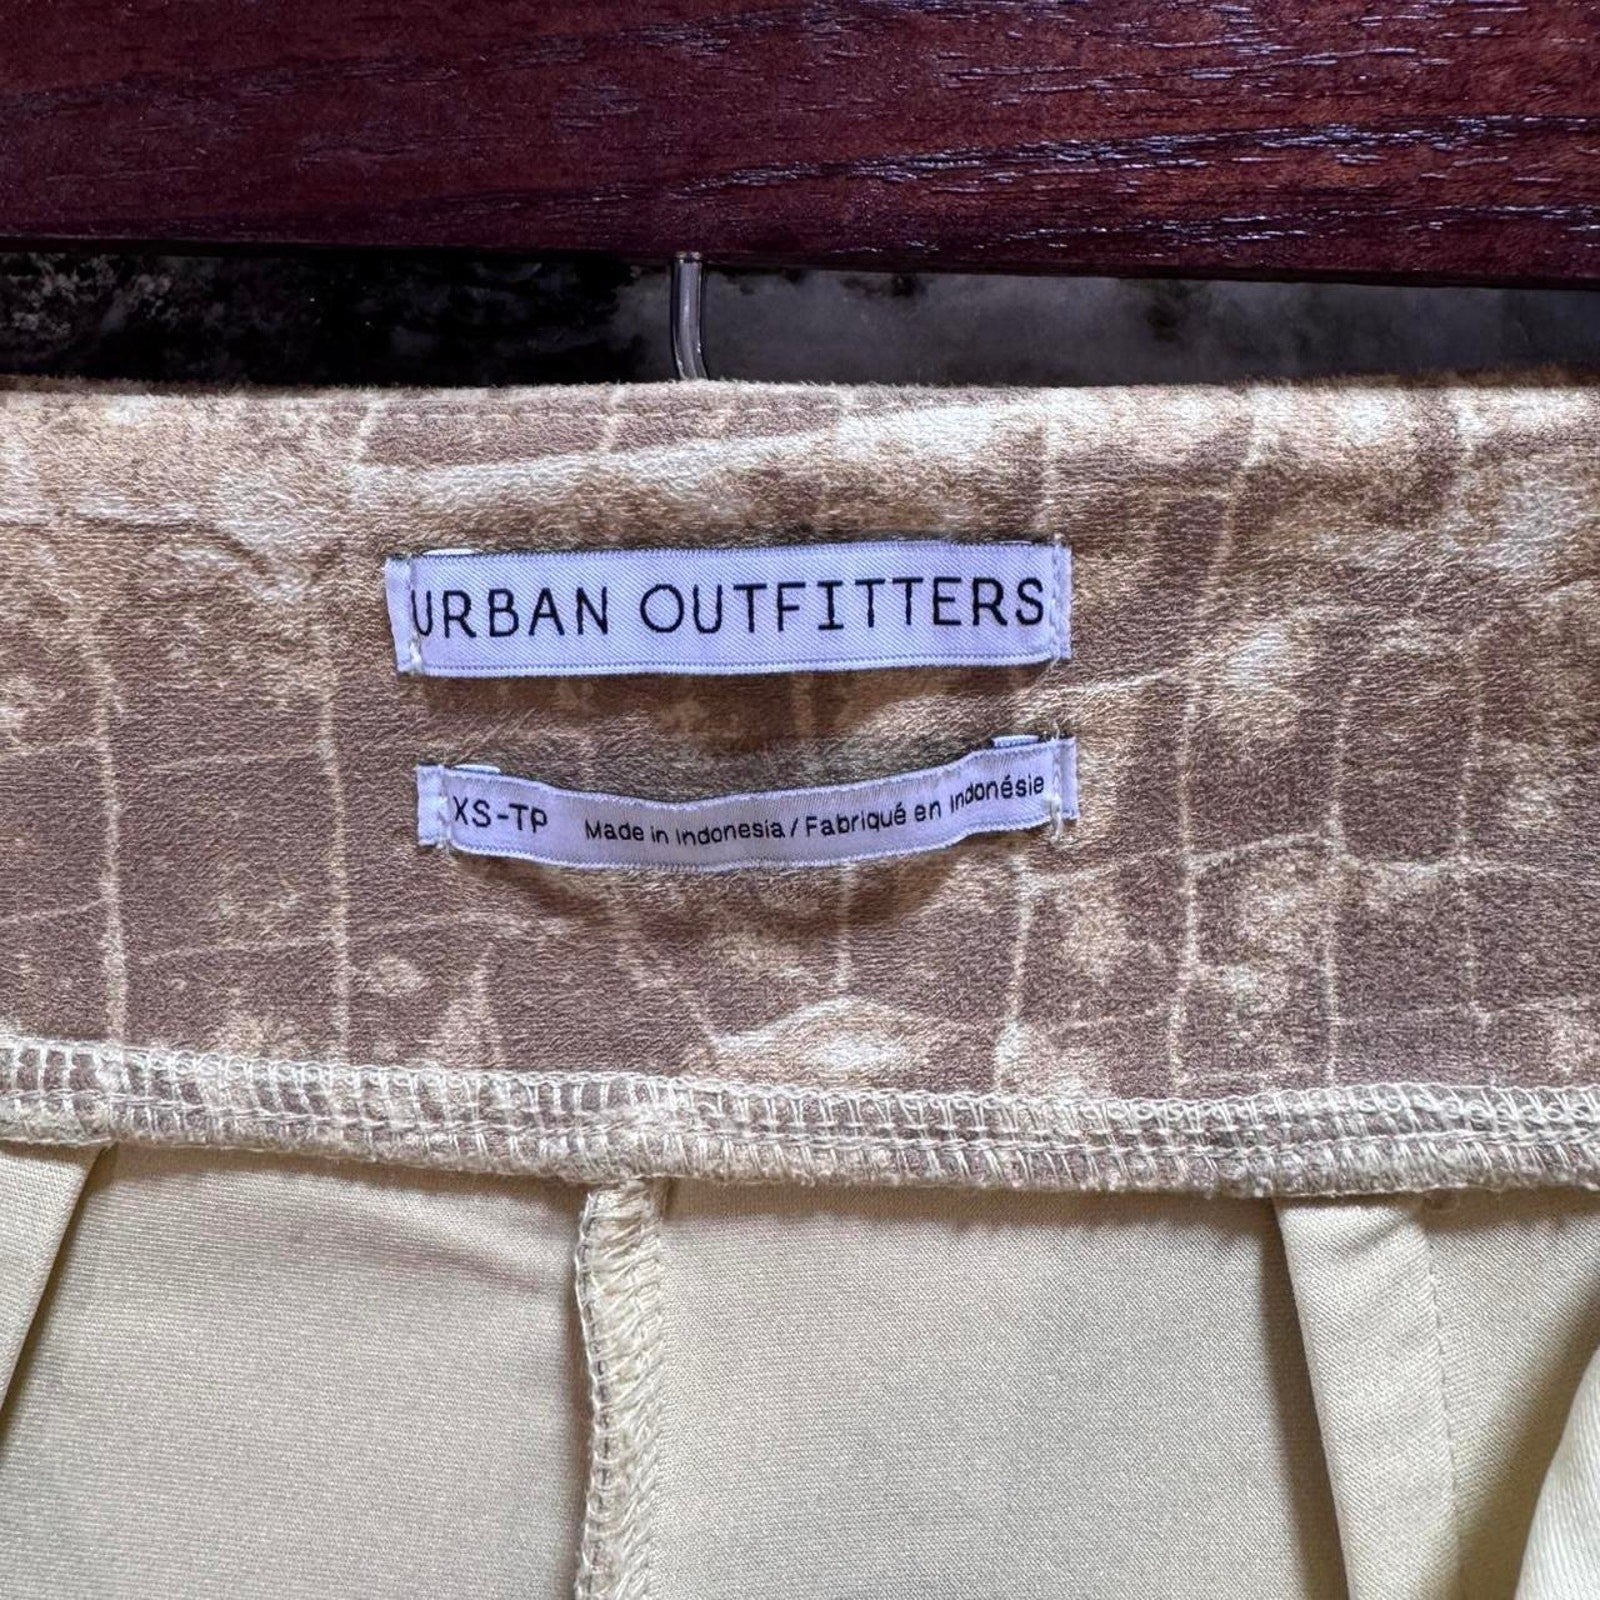 URBAN OUTFITTERS
XS-TP Made in Indonesia / Fabriqué en Indonésie